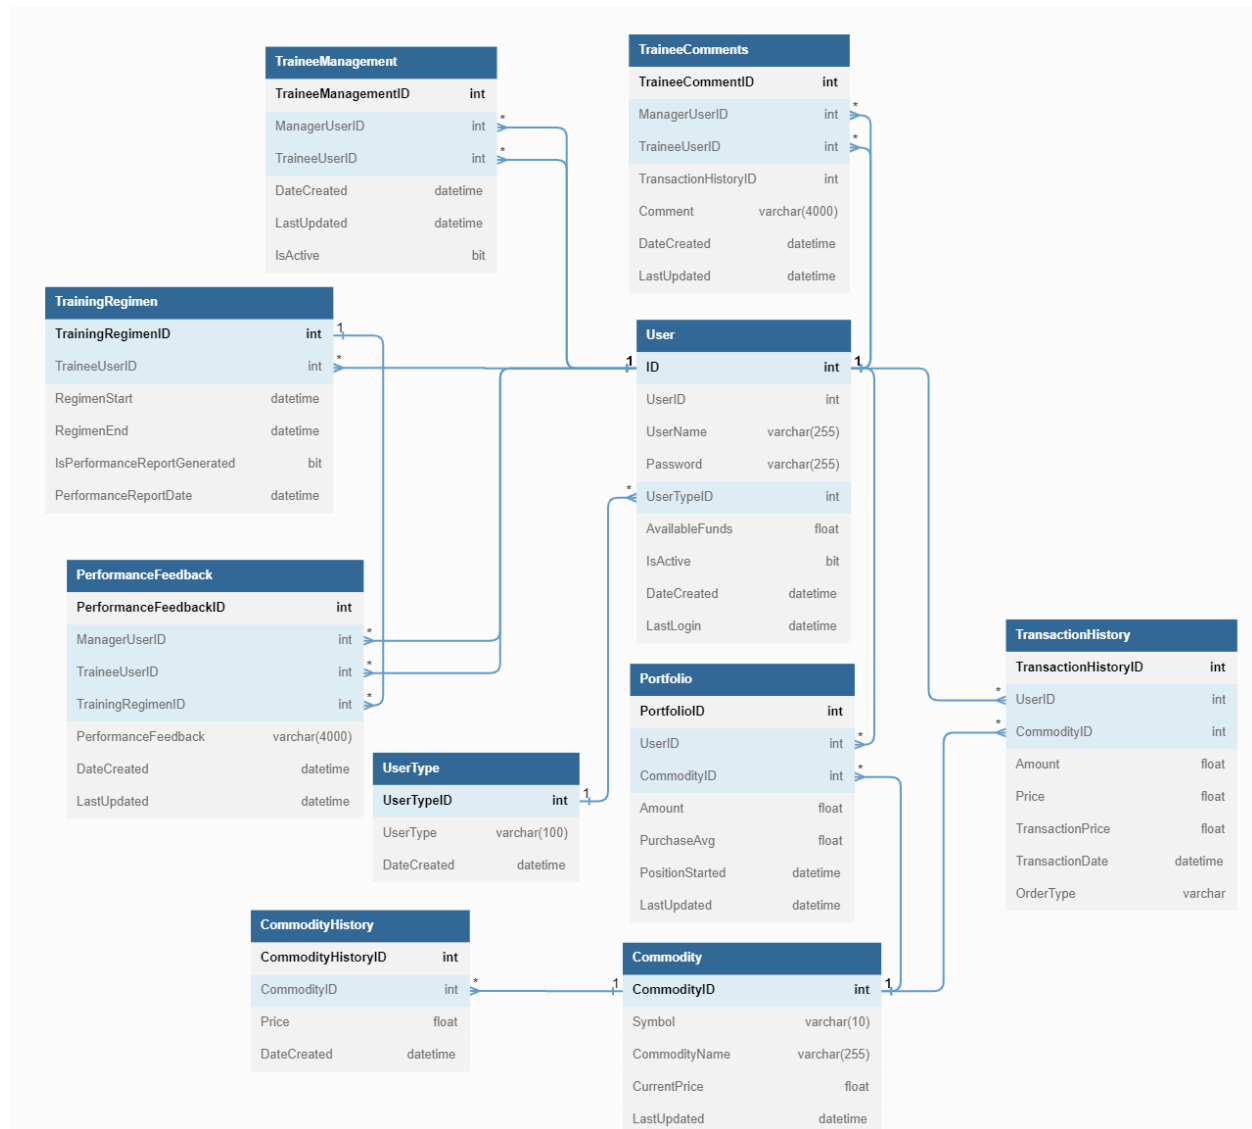 TraineeManagement
TraineeManagementID int
ManagerUserID int *
TraineeUserID int *
DateCreated datetime
LastUpdated datetime
IsActive bit
TraineeComments
TraineeCommentID int
ManagerUserID int *
TraineeUserID int *
TransactionHistoryID int
Comment varchar(4000)
DateCreated datetime
LastUpdated datetime
TrainingRegimen
TrainingRegimenID int 1
TraineeUserID int *
RegimenStart datetime
RegimenEnd datetime
IsPerformanceReportGenerated bit
PerformanceReportDate datetime
User
1 ID int 1
UserID int
UserName varchar(255)
Password varchar(255)
* UserTypeID int
AvailableFunds float
IsActive bit
DateCreated datetime
LastLogin datetime
PerformanceFeedback
PerformanceFeedbackID int
ManagerUserID int *
TraineeUserID int *
TrainingRegimenID int *
PerformanceFeedback varchar(4000)
DateCreated datetime
LastUpdated datetime
TransactionHistory
TransactionHistoryID int
* UserID int
* CommodityID int
Amount float
Price float
TransactionPrice float
TransactionDate datetime
OrderType varchar
Portfolio
PortfolioID int
UserID int *
CommodityID int *
Amount float
PurchaseAvg float
PositionStarted datetime
LastUpdated datetime
UserType
UserTypeID int 1
UserType varchar(100)
DateCreated datetime
CommodityHistory
CommodityHistoryID int
CommodityID int *
Price float
DateCreated datetime
Commodity
1 CommodityID int 1
Symbol varchar(10)
CommodityName varchar(255)
CurrentPrice float
LastUpdated datetime